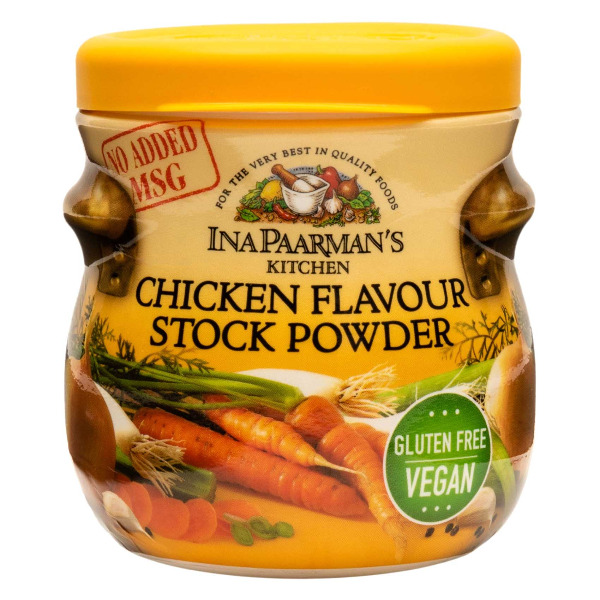 NO ADDED
MSG
FOR THE VERY BEST IN QUALITY FOODS
INA PAARMAN'S
KITCHEN
CHICKEN FLAVOUR
STOCK POWDER
GLUTEN FREE
VEGAN